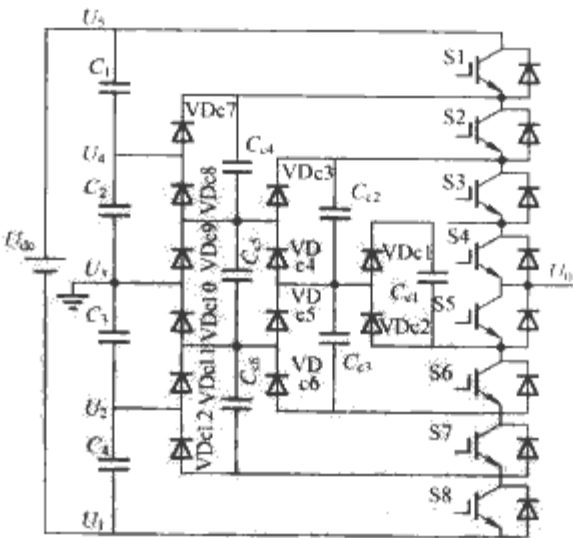 U₅
S1
C₁
VDc7
S2
U₄
Cc4
VDc3
S3
VDc8
Cc2
C₂
VDc9
Cc5
VD
c4
VDc1
S4
Udc
U₃
Cc1
U₀
VDc10
VD
c5
S5
C₃
VDc2
Cc3
VDc11
Cc6
VD
c6
S6
U₂
VDc12
S7
C₄
S8
U₁